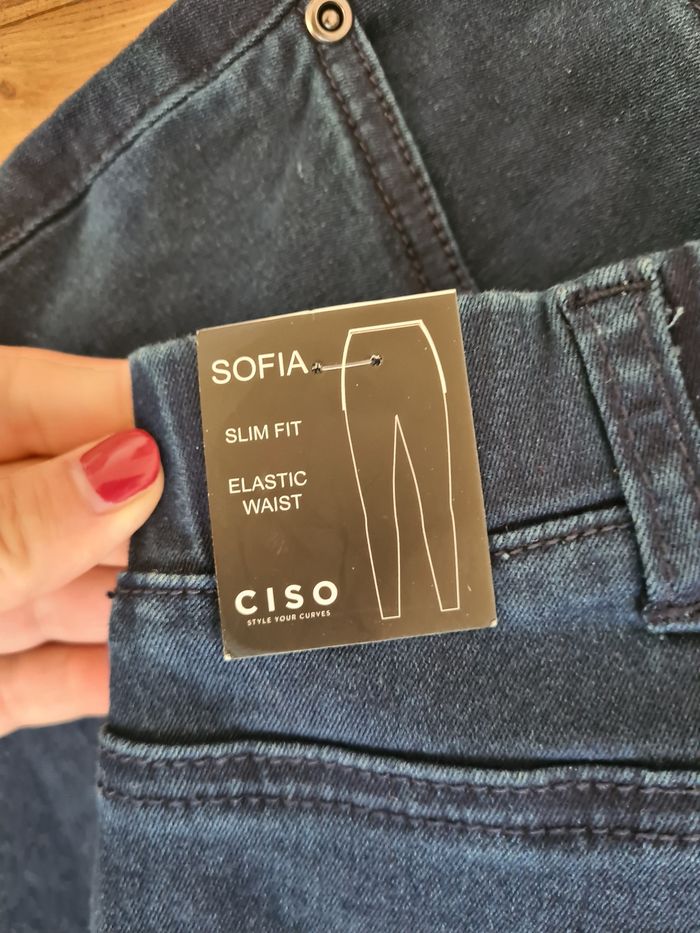 SOFIA
SLIM FIT
ELASTIC
WAIST
CISO
STYLE YOUR CURVES